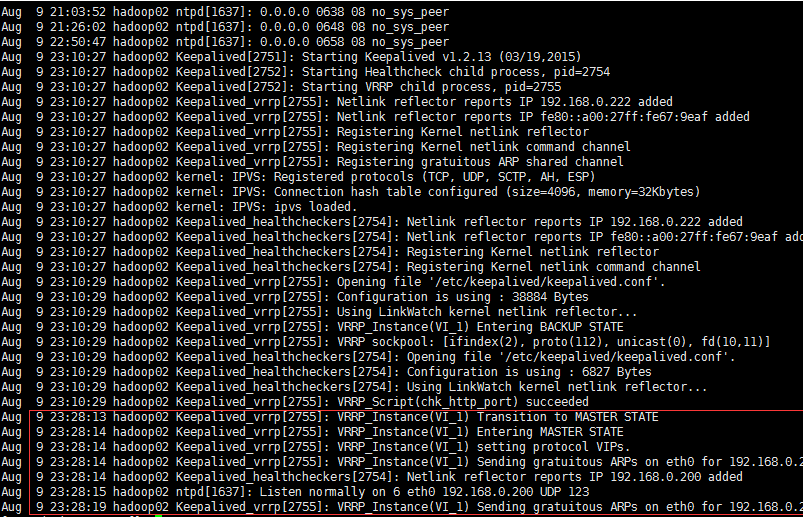 Aug  9 21:03:52 hadoop02 ntpd[1637]: 0.0.0.0 0638 08 no_sys_peer
Aug  9 21:26:02 hadoop02 ntpd[1637]: 0.0.0.0 0648 08 no_sys_peer
Aug  9 22:50:47 hadoop02 ntpd[1637]: 0.0.0.0 0658 08 no_sys_peer
Aug  9 23:10:27 hadoop02 Keepalived[2751]: Starting Keepalived v1.2.13 (03/19,2015)
Aug  9 23:10:27 hadoop02 Keepalived[2752]: Starting Healthcheck child process, pid=2754
Aug  9 23:10:27 hadoop02 Keepalived[2752]: Starting VRRP child process, pid=2755
Aug  9 23:10:27 hadoop02 Keepalived_vrrp[2755]: Netlink reflector reports IP 192.168.0.222 added
Aug  9 23:10:27 hadoop02 Keepalived_vrrp[2755]: Netlink reflector reports IP fe80::a00:27ff:fe67:9eaf added
Aug  9 23:10:27 hadoop02 Keepalived_vrrp[2755]: Registering Kernel netlink reflector
Aug  9 23:10:27 hadoop02 Keepalived_vrrp[2755]: Registering Kernel netlink command channel
Aug  9 23:10:27 hadoop02 Keepalived_vrrp[2755]: Registering gratuitous ARP shared channel
Aug  9 23:10:27 hadoop02 kernel: IPVS: Registered protocols (TCP, UDP, SCTP, AH, ESP)
Aug  9 23:10:27 hadoop02 kernel: IPVS: Connection hash table configured (size=4096, memory=32Kbytes)
Aug  9 23:10:27 hadoop02 kernel: IPVS: ipvs loaded.
Aug  9 23:10:27 hadoop02 Keepalived_healthcheckers[2754]: Netlink reflector reports IP 192.168.0.222 added
Aug  9 23:10:27 hadoop02 Keepalived_healthcheckers[2754]: Netlink reflector reports IP fe80::a00:27ff:fe67:9eaf add
Aug  9 23:10:27 hadoop02 Keepalived_healthcheckers[2754]: Registering Kernel netlink reflector
Aug  9 23:10:27 hadoop02 Keepalived_healthcheckers[2754]: Registering Kernel netlink command channel
Aug  9 23:10:29 hadoop02 Keepalived_vrrp[2755]: Opening file '/etc/keepalived/keepalived.conf'.
Aug  9 23:10:29 hadoop02 Keepalived_vrrp[2755]: Configuration is using : 38884 Bytes
Aug  9 23:10:29 hadoop02 Keepalived_vrrp[2755]: Using LinkWatch kernel netlink reflector...
Aug  9 23:10:29 hadoop02 Keepalived_vrrp[2755]: VRRP_Instance(VI_1) Entering BACKUP STATE
Aug  9 23:10:29 hadoop02 Keepalived_vrrp[2755]: VRRP sockpool: [ifindex(2), proto(112), unicast(0), fd(10,11)]
Aug  9 23:10:29 hadoop02 Keepalived_healthcheckers[2754]: Opening file '/etc/keepalived/keepalived.conf'.
Aug  9 23:10:29 hadoop02 Keepalived_healthcheckers[2754]: Configuration is using : 6827 Bytes
Aug  9 23:10:29 hadoop02 Keepalived_healthcheckers[2754]: Using LinkWatch kernel netlink reflector...
Aug  9 23:10:29 hadoop02 Keepalived_vrrp[2755]: VRRP_Script(chk_http_port) succeeded
Aug  9 23:28:13 hadoop02 Keepalived_vrrp[2755]: VRRP_Instance(VI_1) Transition to MASTER STATE
Aug  9 23:28:14 hadoop02 Keepalived_vrrp[2755]: VRRP_Instance(VI_1) Entering MASTER STATE
Aug  9 23:28:14 hadoop02 Keepalived_vrrp[2755]: VRRP_Instance(VI_1) setting protocol VIPs.
Aug  9 23:28:14 hadoop02 Keepalived_vrrp[2755]: VRRP_Instance(VI_1) Sending gratuitous ARPs on eth0 for 192.168.0.2
Aug  9 23:28:14 hadoop02 Keepalived_healthcheckers[2754]: Netlink reflector reports IP 192.168.0.200 added
Aug  9 23:28:15 hadoop02 ntpd[1637]: Listen normally on 6 eth0 192.168.0.200 UDP 123
Aug  9 23:28:19 hadoop02 Keepalived_vrrp[2755]: VRRP_Instance(VI_1) Sending gratuitous ARPs on eth0 for 192.168.0.2